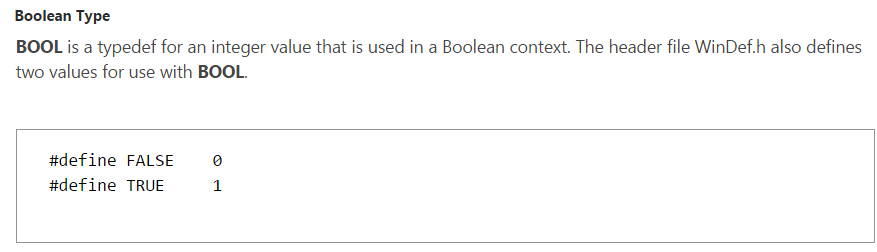 Boolean Type
BOOL is a typedef for an integer value that is used in a Boolean context. The header file WinDef.h also defines
two values for use with BOOL.
#define FALSE    0
#define TRUE     1